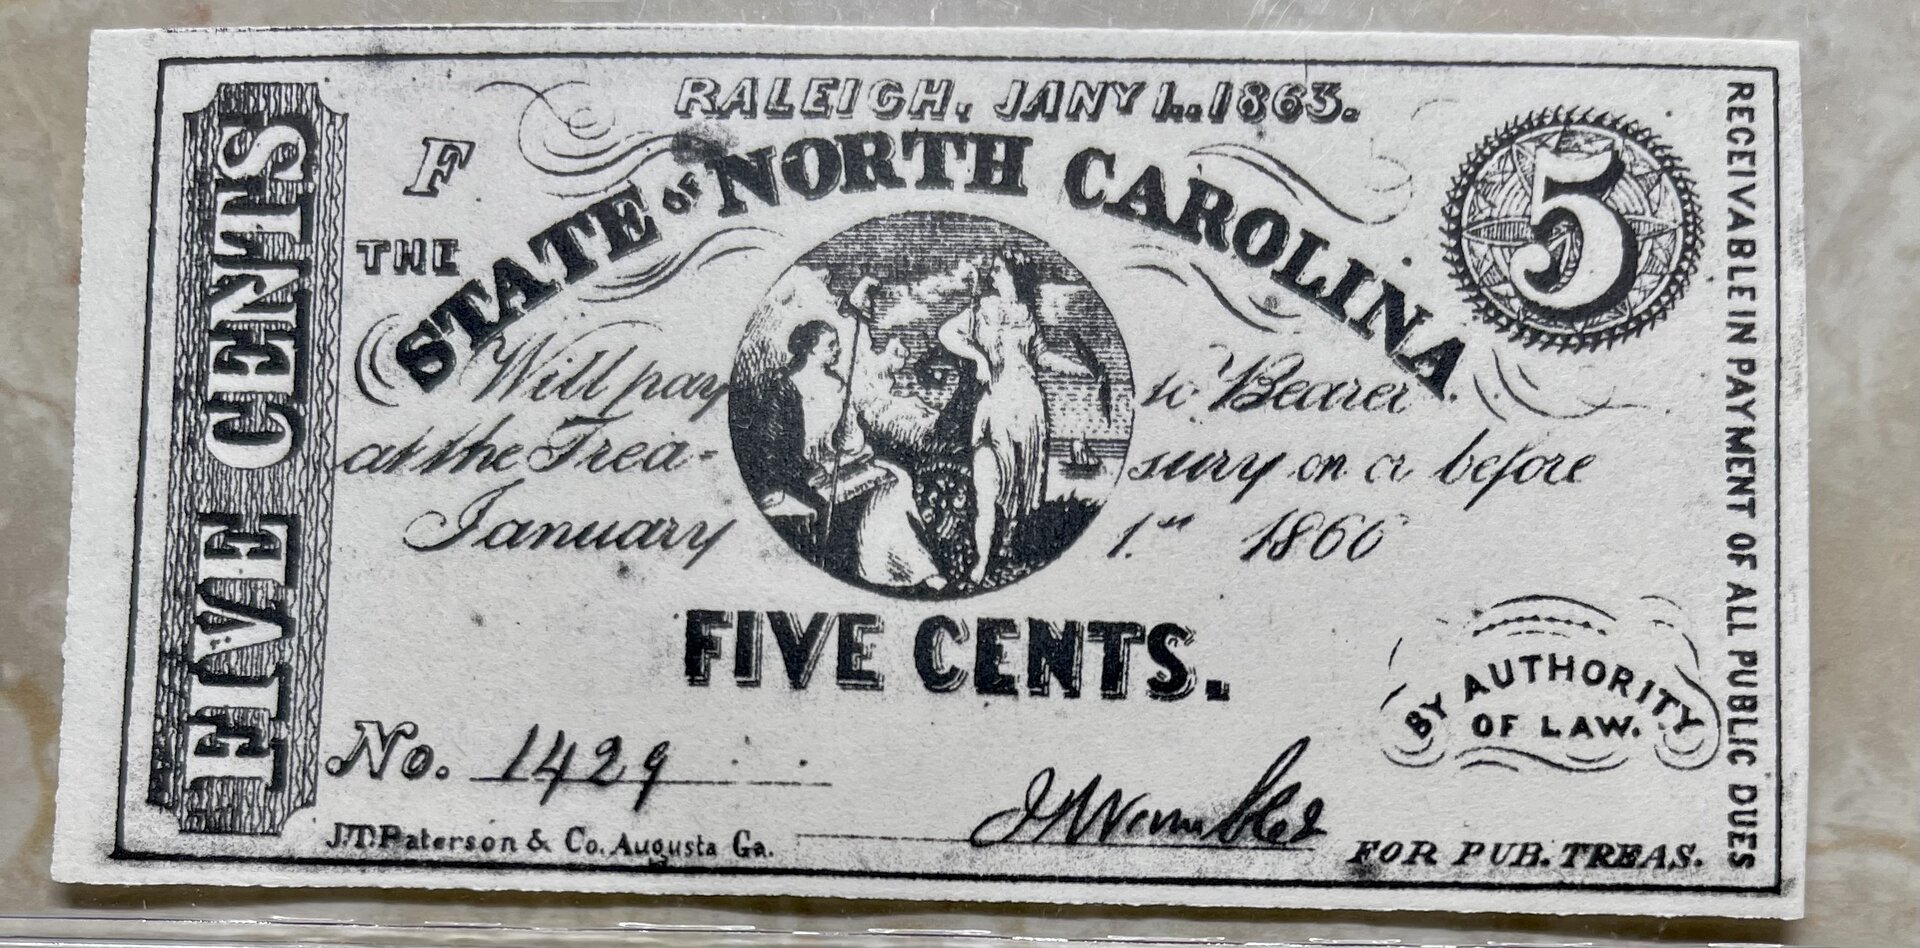 RALEIGH, JANY 1..1863.
F
THE STATE OF NORTH CAROLINA
5
FIVE CENTS
Will pay to Bearer
at the Trea- sury on or before
January 1st 1866
FIVE CENTS.
BY AUTHORITY
OF LAW.
No. 1429
J.T. Paterson & Co. Augusta Ga.
FOR PUB. TREAS.
RECEIVABLE IN PAYMENT OF ALL PUBLIC DUES